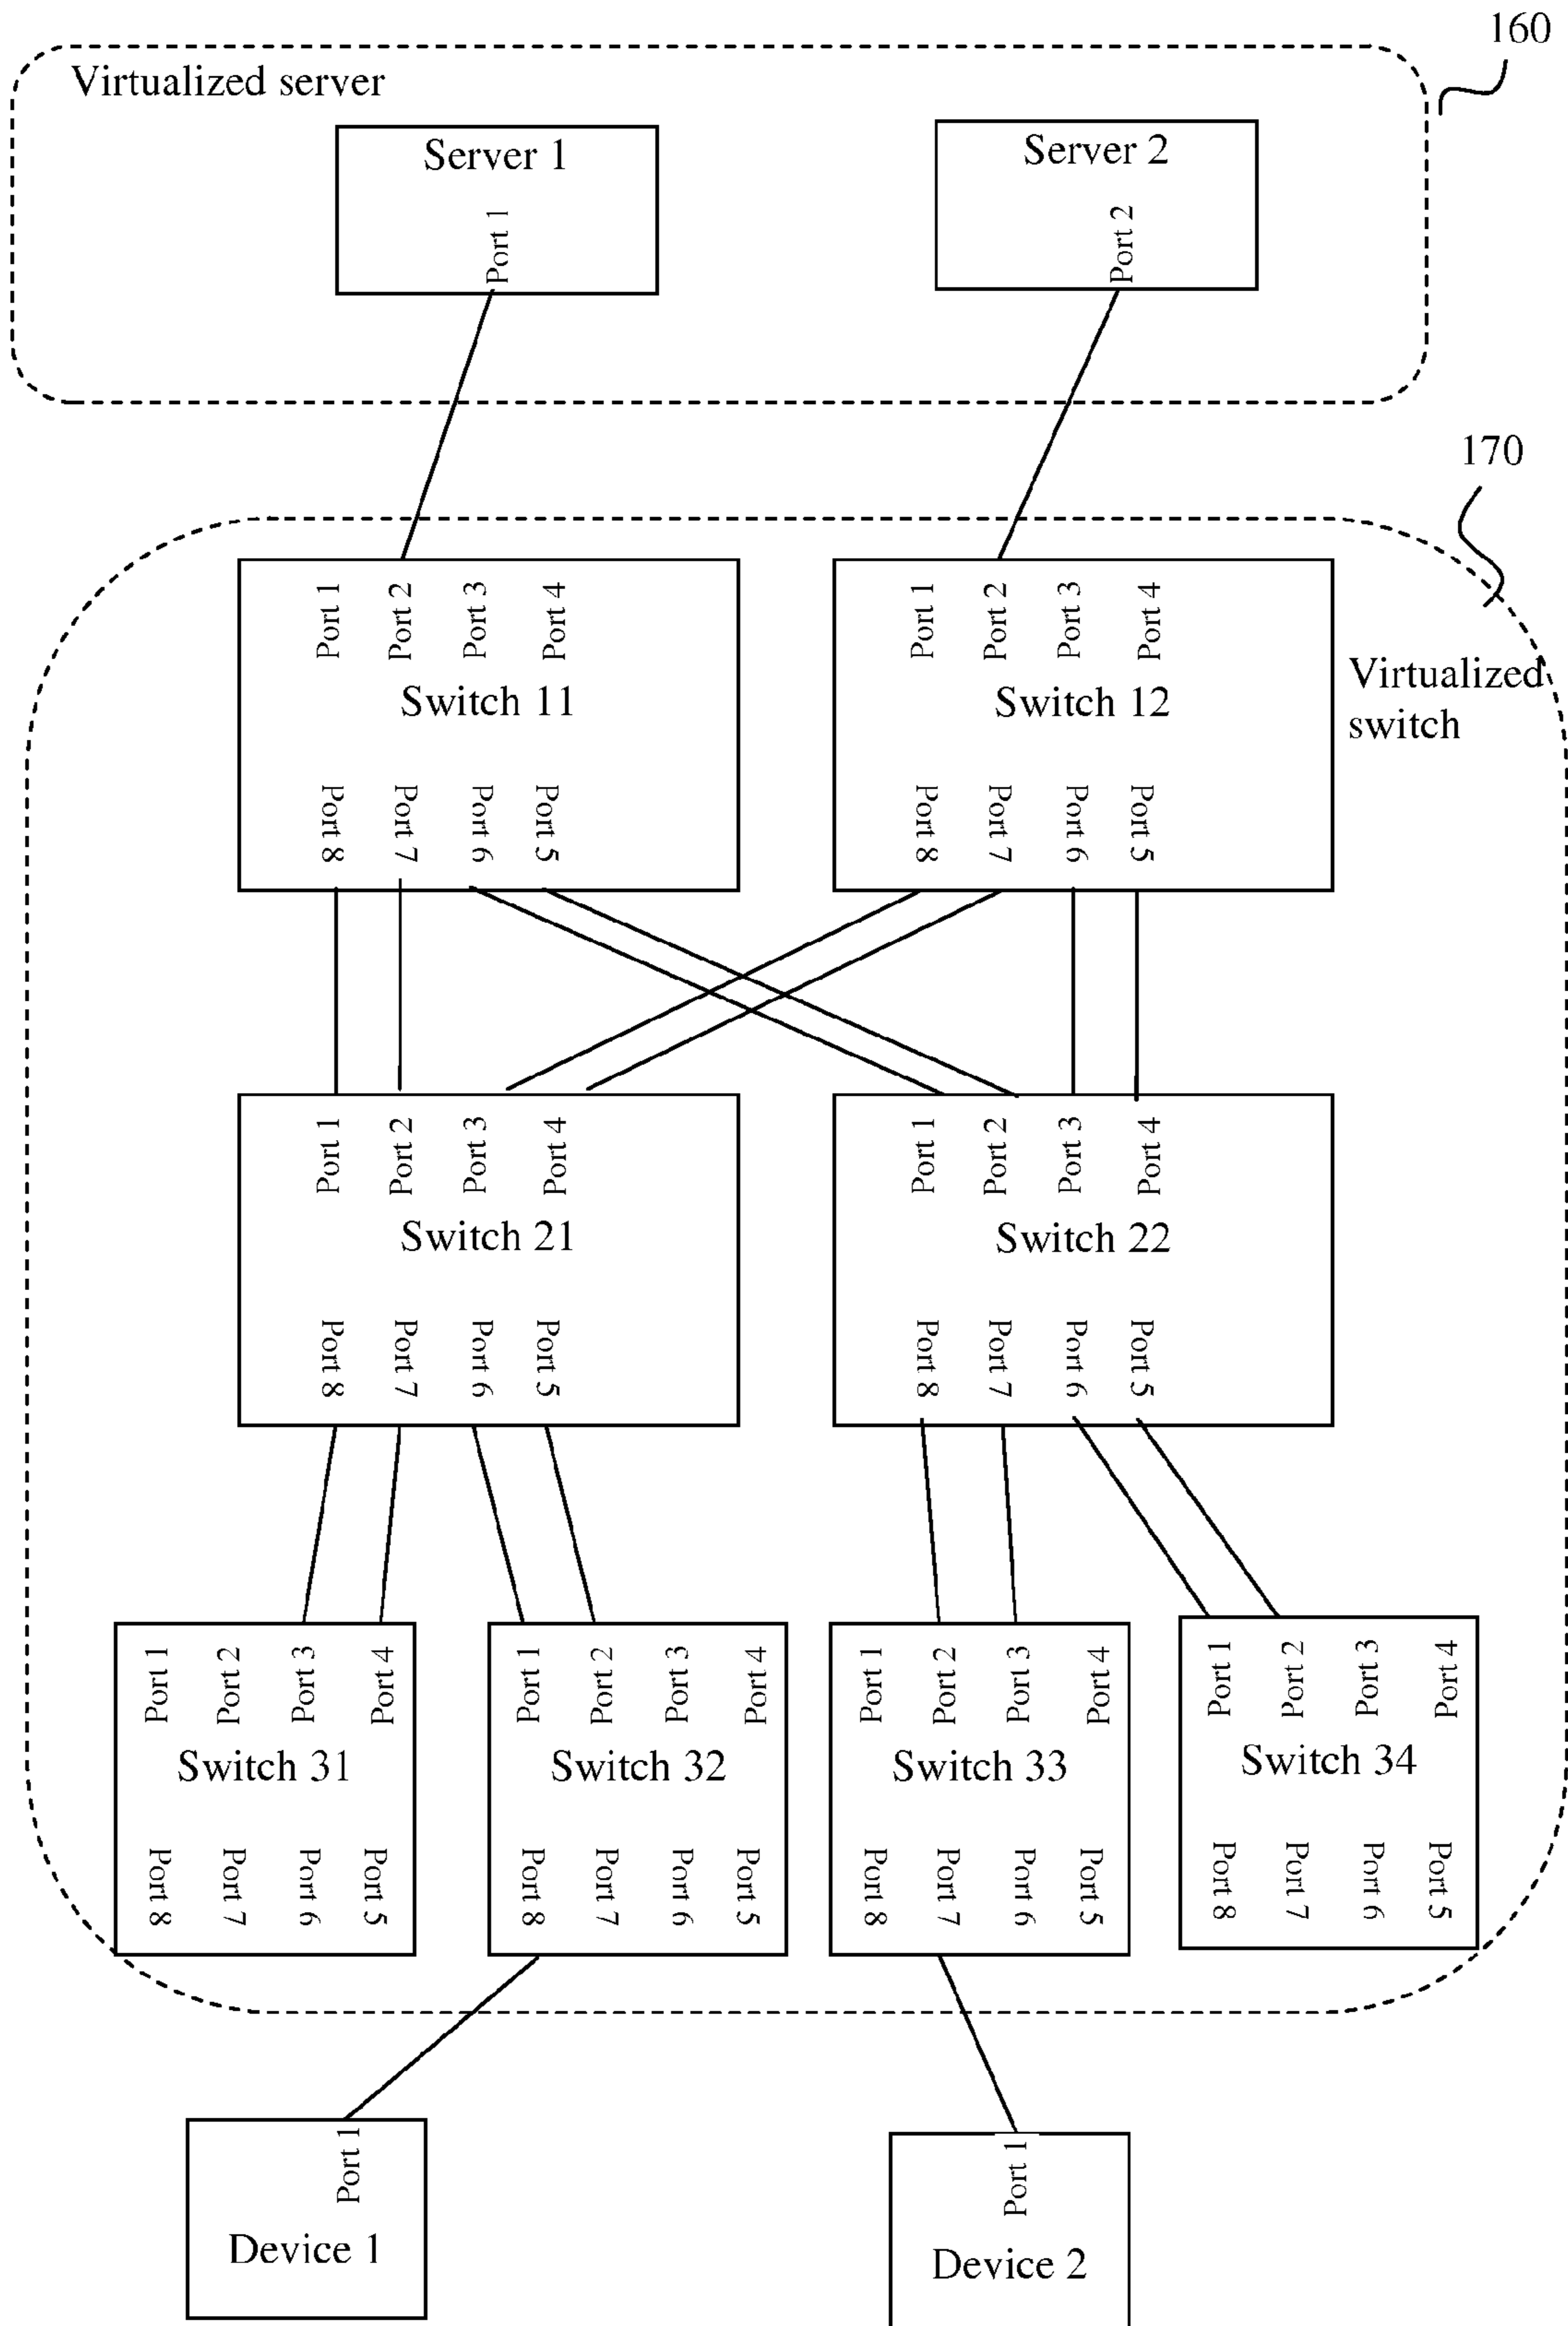 160
Virtualized server
Server 1
Server 2
Port 1
Port 2
170
Port 1 Port 2 Port 3 Port 4
Port 1 Port 2 Port 3 Port 4
Switch 11
Switch 12
Virtualized
switch
Port 8 Port 7 Port 6 Port 5
Port 8 Port 7 Port 6 Port 5
Port 1 Port 2 Port 3 Port 4
Port 1 Port 2 Port 3 Port 4
Switch 21
Switch 22
Port 8 Port 7 Port 6 Port 5
Port 8 Port 7 Port 6 Port 5
Port 1 Port 2 Port 3 Port 4
Port 1 Port 2 Port 3 Port 4
Port 1 Port 2 Port 3 Port 4
Port 1 Port 2 Port 3 Port 4
Switch 31
Switch 32
Switch 33
Switch 34
Port 8 Port 7 Port 6 Port 5
Port 8 Port 7 Port 6 Port 5
Port 8 Port 7 Port 6 Port 5
Port 8 Port 7 Port 6 Port 5
Port 1
Port 1
Device 1
Device 2